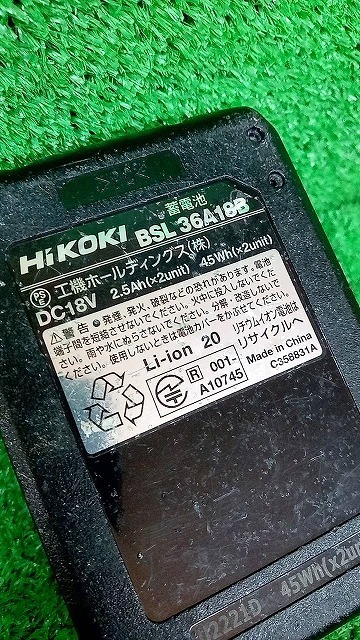 蓄電池
HiKOKI BSL 36A18B
PSE 工機ホールディングス(株)
DC18V 2.5Ah(×2unit) 45Wh(×2unit)
⚠警告 ●発煙、発火、破裂などの恐れがあります。電池
端子間を短絡させないでください。火中に投入しないでくだ
さい。雨や水にぬらさないでください。分解、改造しないで
ください。使用しないときは電池カバーをかぶせてください。
Li-ion 20
リチウムイオン電池は
リサイクルへ
R 001-
A10745
Made in China
C358831A
2221D 45Wh(x2uni